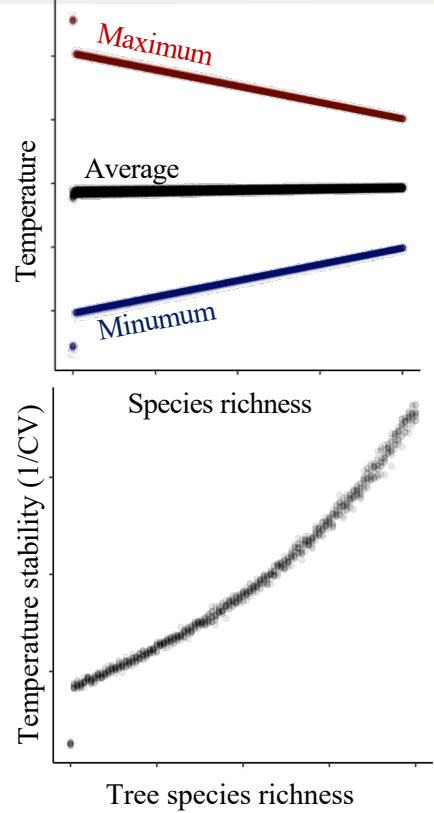 Maximum
Temperature
Average
Minumum
Species richness
Temperature stability (1/CV)
Tree species richness